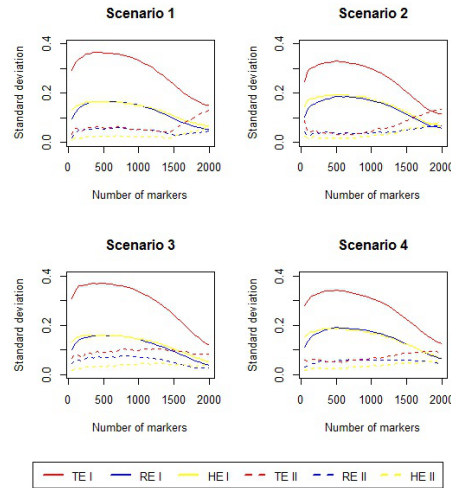 Scenario 1
Standard deviation
0.0
0.2
0.4
0
500
1000
1500
2000
Number of markers
Scenario 2
Standard deviation
0.0
0.2
0.4
0
500
1000
1500
2000
Number of markers
Scenario 3
Standard deviation
0.0
0.2
0.4
0
500
1000
1500
2000
Number of markers
Scenario 4
Standard deviation
0.0
0.2
0.4
0
500
1000
1500
2000
Number of markers
TE I RE I HE I TE II RE II HE II